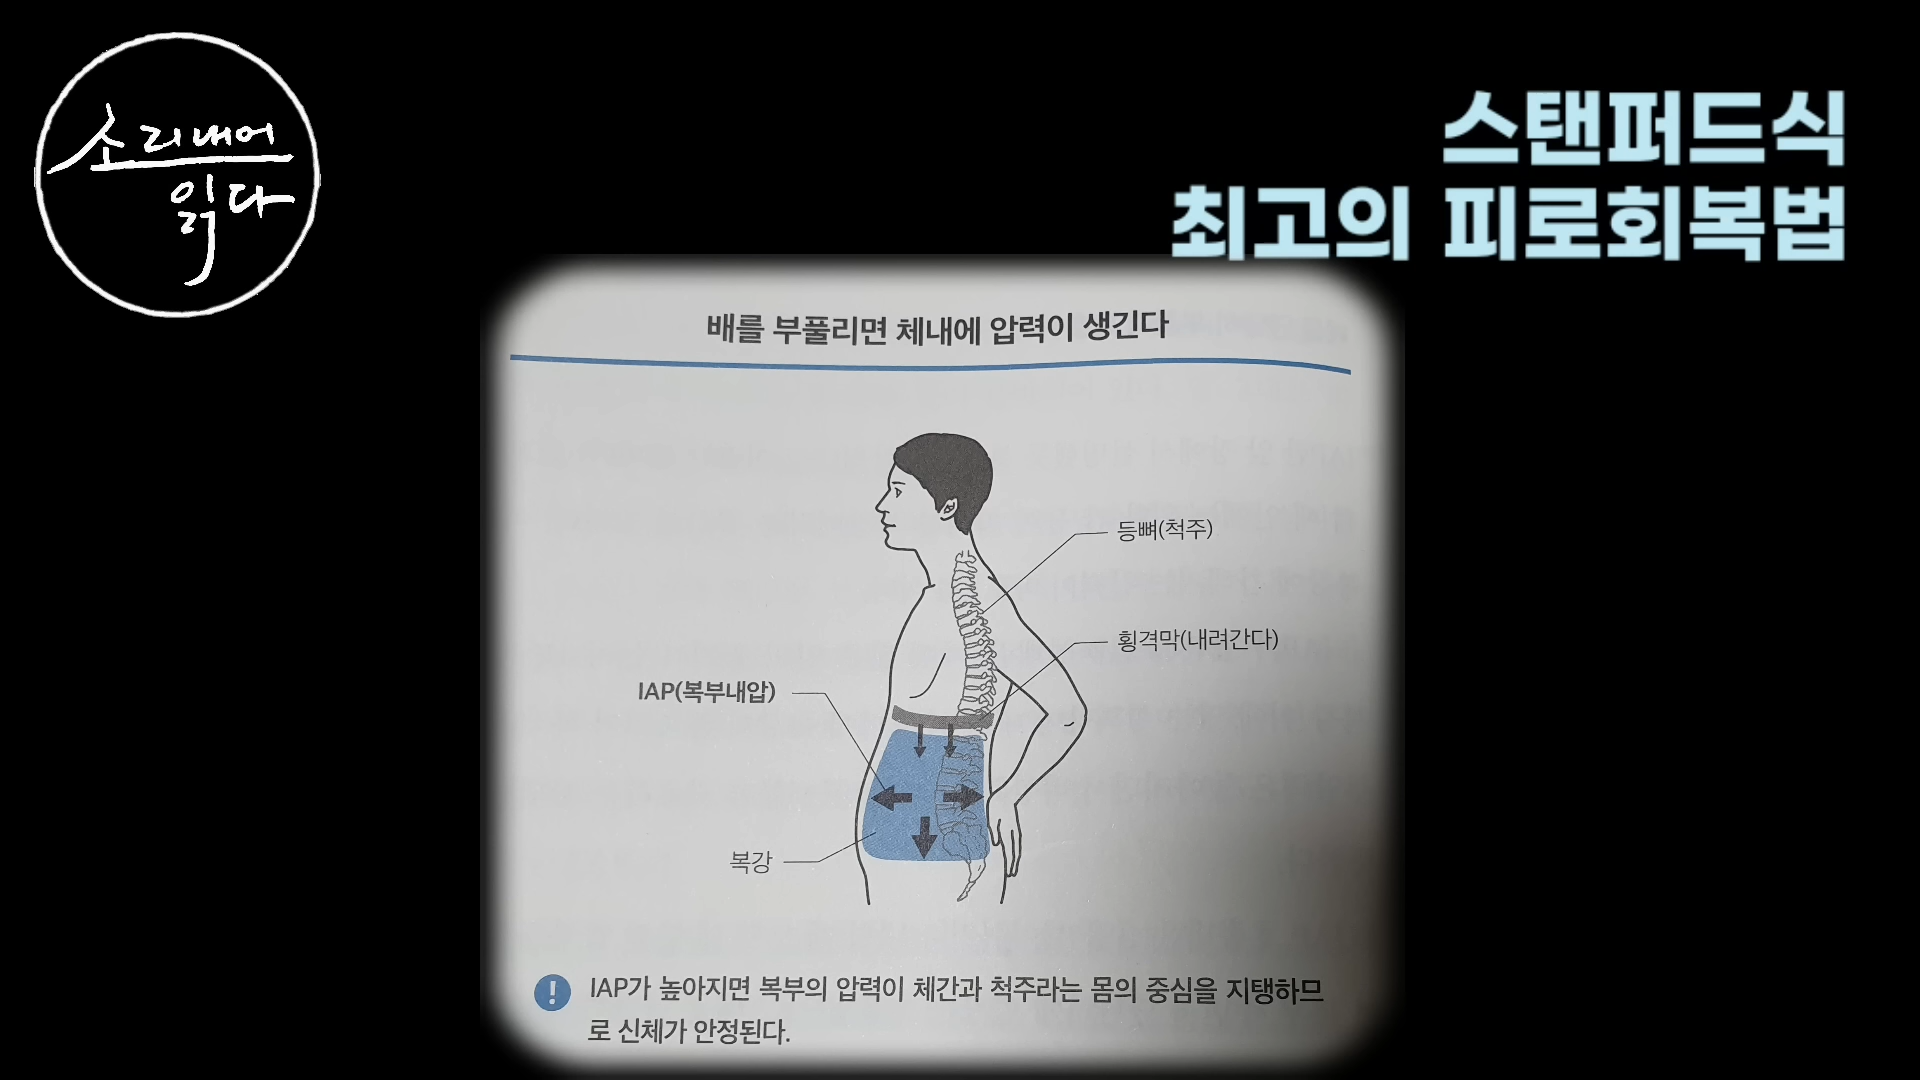 소리내어
읽다
스탠퍼드식
최고의 피로회복법
배를 부풀리면 체내에 압력이 생긴다
등뼈(척주)
횡격막(내려간다)
IAP(복부내압)
복강
! IAP가 높아지면 복부의 압력이 체간과 척주라는 몸의 중심을 지탱하므
로 신체가 안정된다.